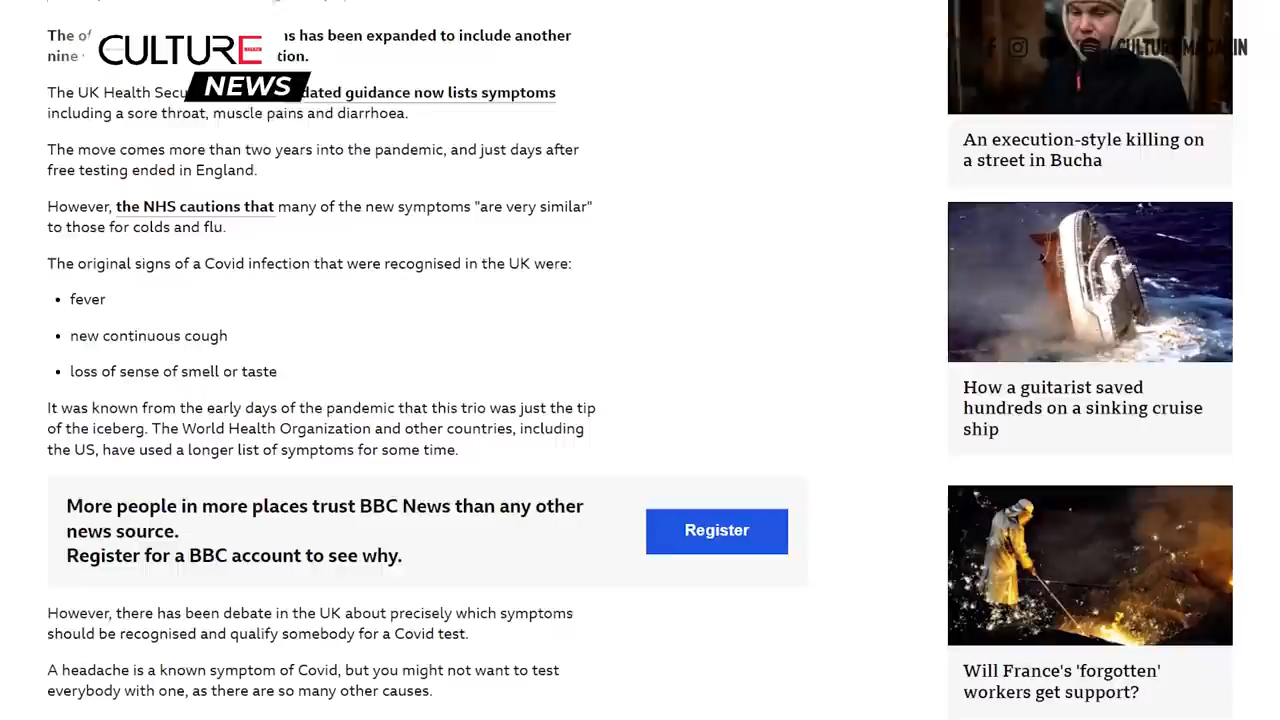 The of
CULTURE
ns has been expanded to include another
nine
tion.
NEWS
The UK Health Secu
dated guidance now lists symptoms
including a sore throat, muscle pains and diarrhoea.
The move comes more than two years into the pandemic, and just days after
free testing ended in England.
However, the NHS cautions that many of the new symptoms "are very similar"
to those for colds and flu.
The original signs of a Covid infection that were recognised in the UK were:
• fever
• new continuous cough
• loss of sense of smell or taste
It was known from the early days of the pandemic that this trio was just the tip
of the iceberg. The World Health Organization and other countries, including
the US, have used a longer list of symptoms for some time.
More people in more places trust BBC News than any other
news source.
Register for a BBC account to see why.
Register
However, there has been debate in the UK about precisely which symptoms
should be recognised and qualify somebody for a Covid test.
A headache is a known symptom of Covid, but you might not want to test
everybody with one, as there are so many other causes.
CULTUREMAGAZIN
An execution-style killing on
a street in Bucha
How a guitarist saved
hundreds on a sinking cruise
ship
Will France's 'forgotten'
workers get support?